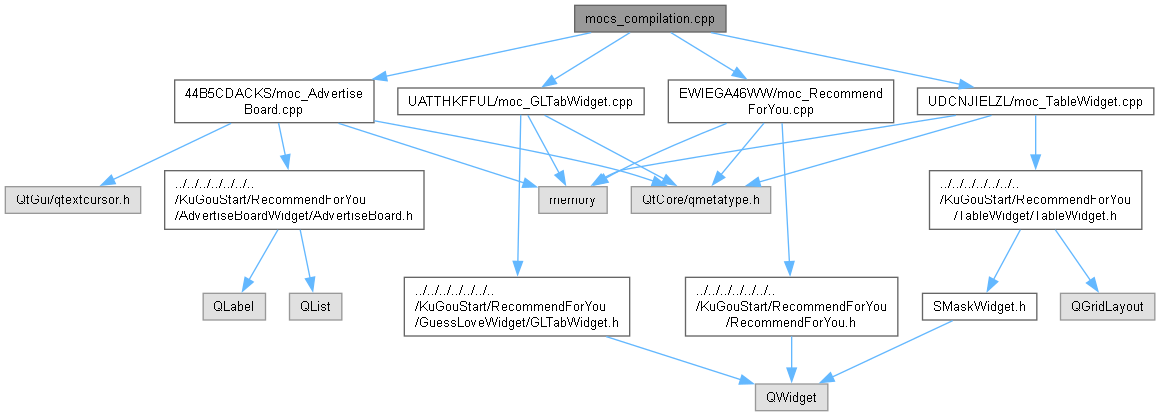 mocs_compilation.cpp
44B5CDACKS/moc_Advertise
Board.cpp
UATTHKFFUL/moc_GLTabWidget.cpp
EWIEGA46WW/moc_Recommend
ForYou.cpp
UDCNJIELZL/moc_TableWidget.cpp
QtGui/qtextcursor.h
../../../../../../..
/KuGouStart/RecommendForYou
/AdvertiseBoardWidget/AdvertiseBoard.h
memory
QtCore/qmetatype.h
../../../../../../..
/KuGouStart/RecommendForYou
/TableWidget/TableWidget.h
QLabel
QList
../../../../../../..
/KuGouStart/RecommendForYou
/GuessLoveWidget/GLTabWidget.h
../../../../../../..
/KuGouStart/RecommendForYou
/RecommendForYou.h
SMaskWidget.h
QGridLayout
QWidget